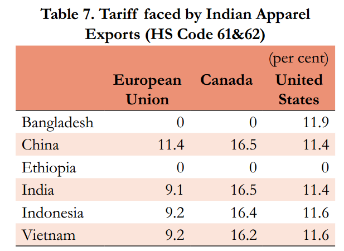 Table 7. Tariff faced by Indian Apparel
Exports (HS Code 61&62)
(per cent)
European Union Canada United States
Bangladesh 0 0 11.9
China 11.4 16.5 11.4
Ethiopia 0 0 0
India 9.1 16.5 11.4
Indonesia 9.2 16.4 11.6
Vietnam 9.2 16.2 11.6